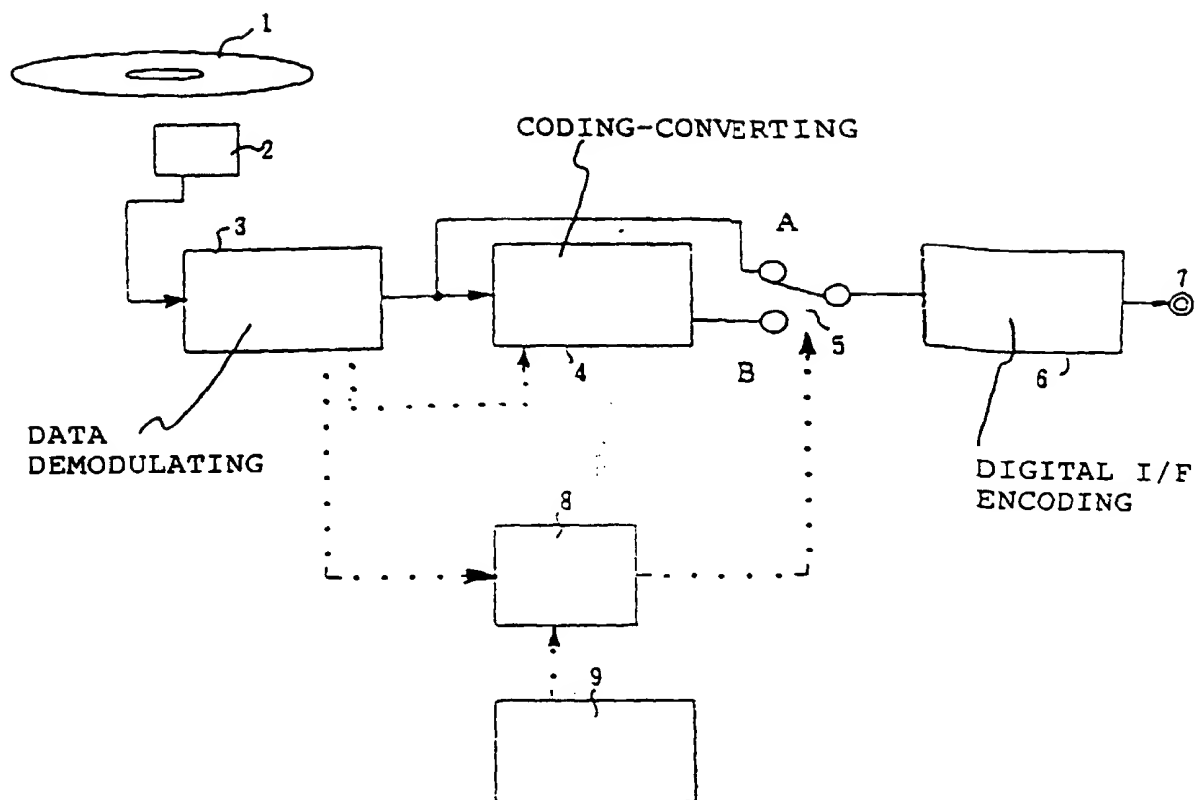 1
2
CODING-CONVERTING
3
A
7
5
4
B
6
DATA
DEMODULATING
DIGITAL I/F
ENCODING
8
9